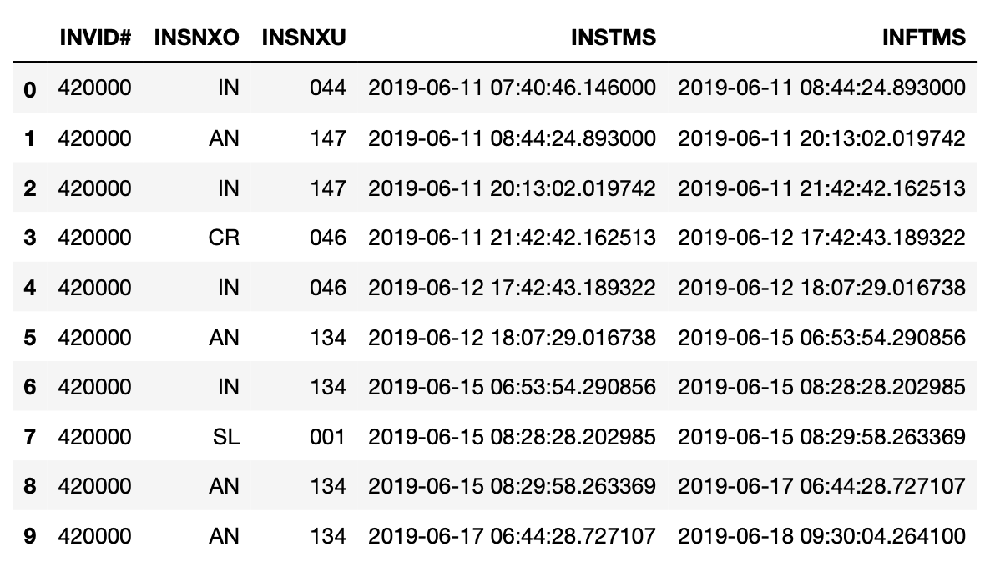 INVID# INSNXO INSNXU INSTMS INFTMS
0 420000 IN 044 2019-06-11 07:40:46.146000 2019-06-11 08:44:24.893000
1 420000 AN 147 2019-06-11 08:44:24.893000 2019-06-11 20:13:02.019742
2 420000 IN 147 2019-06-11 20:13:02.019742 2019-06-11 21:42:42.162513
3 420000 CR 046 2019-06-11 21:42:42.162513 2019-06-12 17:42:43.189322
4 420000 IN 046 2019-06-12 17:42:43.189322 2019-06-12 18:07:29.016738
5 420000 AN 134 2019-06-12 18:07:29.016738 2019-06-15 06:53:54.290856
6 420000 IN 134 2019-06-15 06:53:54.290856 2019-06-15 08:28:28.202985
7 420000 SL 001 2019-06-15 08:28:28.202985 2019-06-15 08:29:58.263369
8 420000 AN 134 2019-06-15 08:29:58.263369 2019-06-17 06:44:28.727107
9 420000 AN 134 2019-06-17 06:44:28.727107 2019-06-18 09:30:04.264100